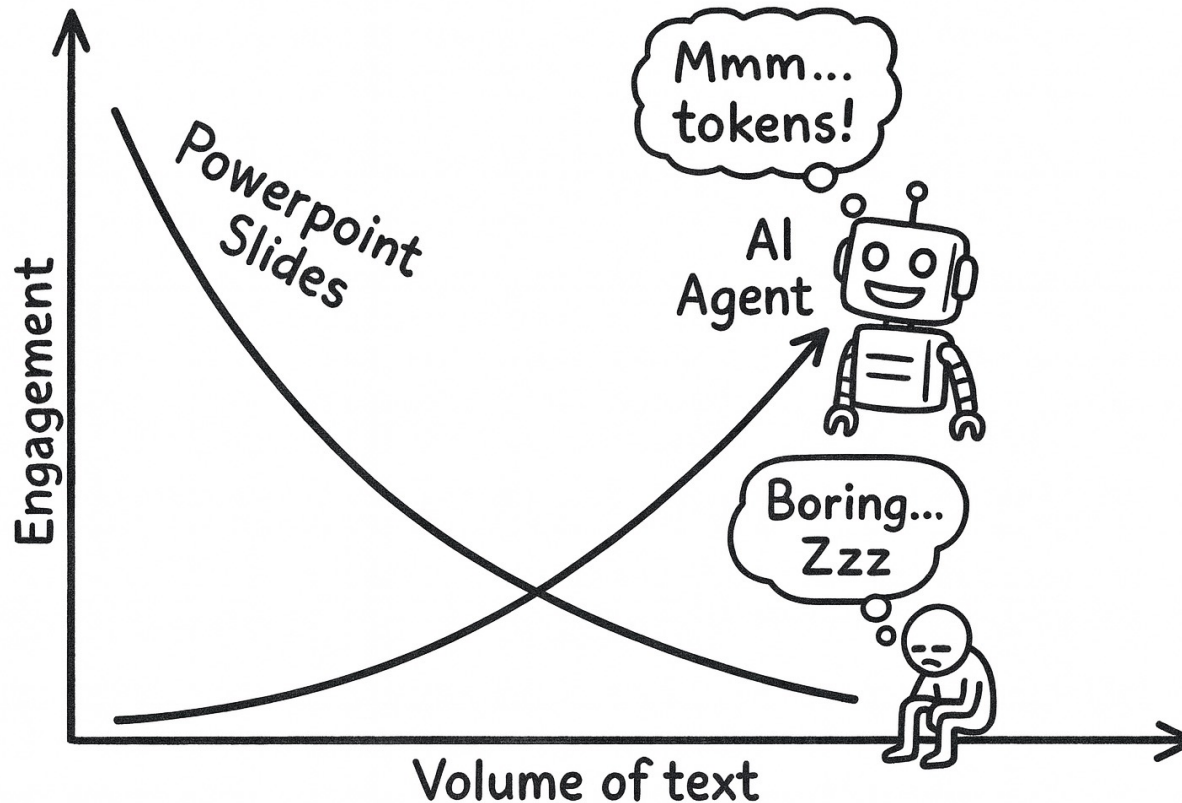 Mmm...
tokens!
Powerpoint
Slides
AI
Agent
Engagement
Boring...
Zzz
Volume of text